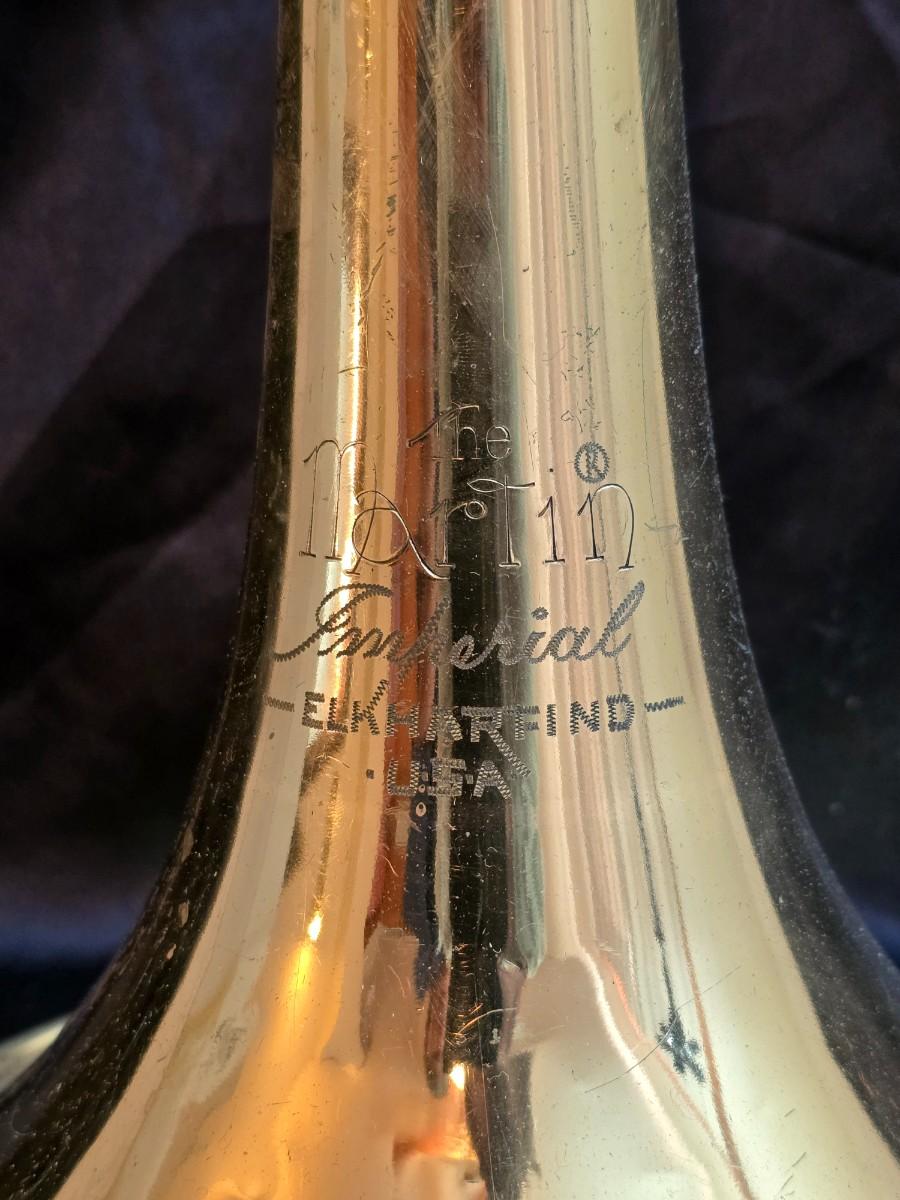 The
Martin ®
Imperial
—ELKHART IND—
U.S.A